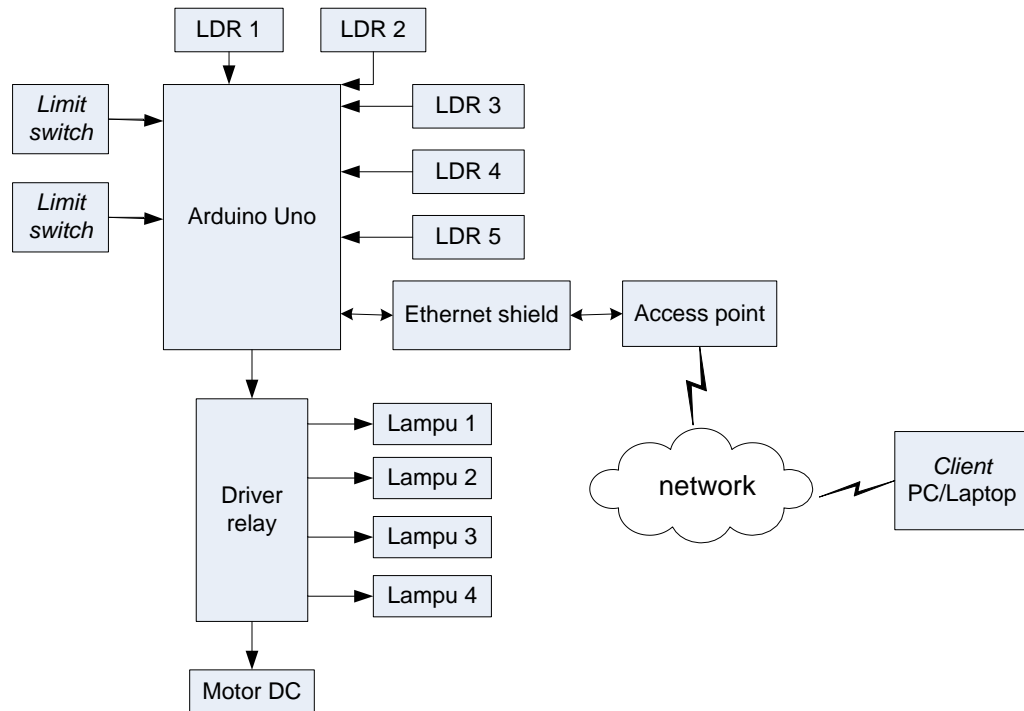 LDR 1
LDR 2
Limit
switch
LDR 3
LDR 4
Limit
switch
Arduino Uno
LDR 5
Ethernet shield
Access point
Lampu 1
Lampu 2
Driver
relay
Lampu 3
Lampu 4
network
Client
PC/Laptop
Motor DC